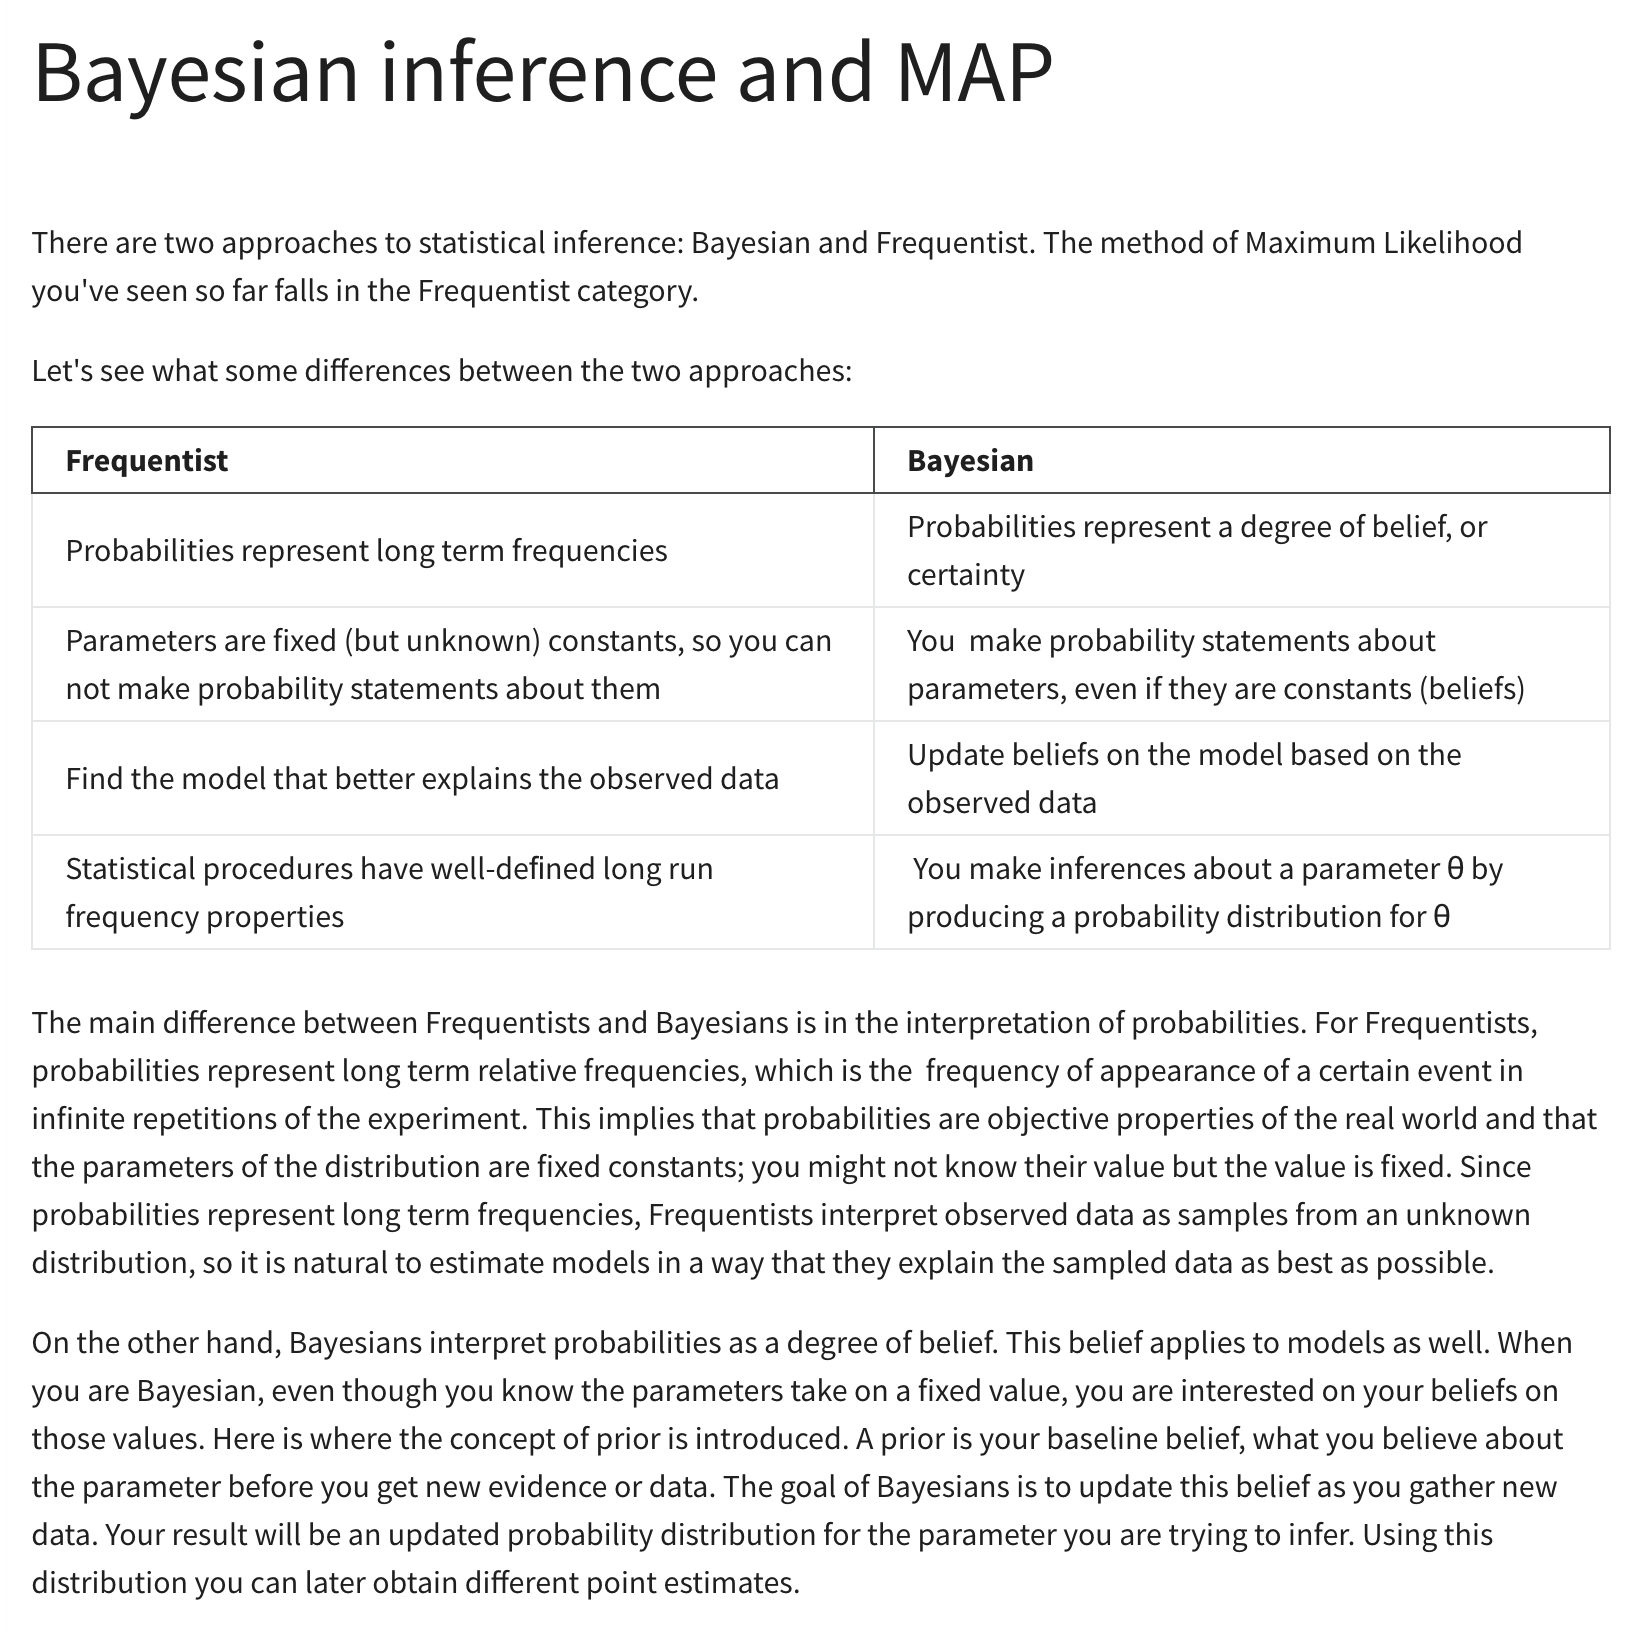 Bayesian inference and MAP
There are two approaches to statistical inference: Bayesian and Frequentist. The method of Maximum Likelihood
you've seen so far falls in the Frequentist category.
Let's see what some differences between the two approaches:
Frequentist
Bayesian
Probabilities represent long term frequencies
Probabilities represent a degree of belief, or
certainty
Parameters are fixed (but unknown) constants, so you can
not make probability statements about them
You  make probability statements about
parameters, even if they are constants (beliefs)
Find the model that better explains the observed data
Update beliefs on the model based on the
observed data
Statistical procedures have well-defined long run
frequency properties
You make inferences about a parameter θ by
producing a probability distribution for θ
The main difference between Frequentists and Bayesians is in the interpretation of probabilities. For Frequentists,
probabilities represent long term relative frequencies, which is the  frequency of appearance of a certain event in
infinite repetitions of the experiment. This implies that probabilities are objective properties of the real world and that
the parameters of the distribution are fixed constants; you might not know their value but the value is fixed. Since
probabilities represent long term frequencies, Frequentists interpret observed data as samples from an unknown
distribution, so it is natural to estimate models in a way that they explain the sampled data as best as possible.
On the other hand, Bayesians interpret probabilities as a degree of belief. This belief applies to models as well. When
you are Bayesian, even though you know the parameters take on a fixed value, you are interested on your beliefs on
those values. Here is where the concept of prior is introduced. A prior is your baseline belief, what you believe about
the parameter before you get new evidence or data. The goal of Bayesians is to update this belief as you gather new
data. Your result will be an updated probability distribution for the parameter you are trying to infer. Using this
distribution you can later obtain different point estimates.